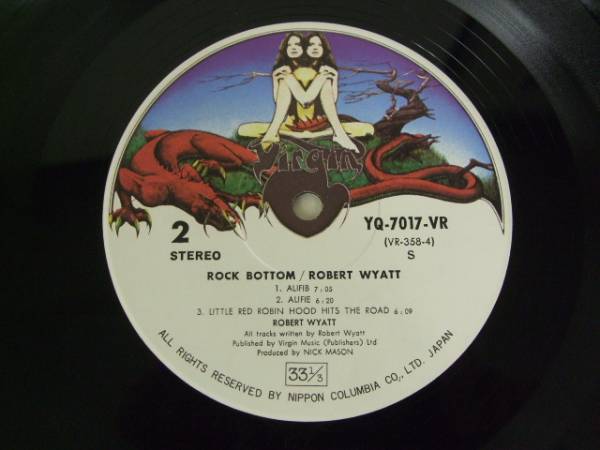 Virgin
2
STEREO
YQ-7017-VR
(VR-358-4)
S
ROCK BOTTOM / ROBERT WYATT
1. ALIFIB 7:05
2. ALIFIE 6:20
3. LITTLE RED ROBIN HOOD HITS THE ROAD 6:09
ROBERT WYATT
All tracks written by Robert Wyatt
Published by Virgin Music (Publishers) Ltd
Produced by NICK MASON
33 1/3
ALL RIGHTS RESERVED BY NIPPON COLUMBIA CO., LTD. JAPAN